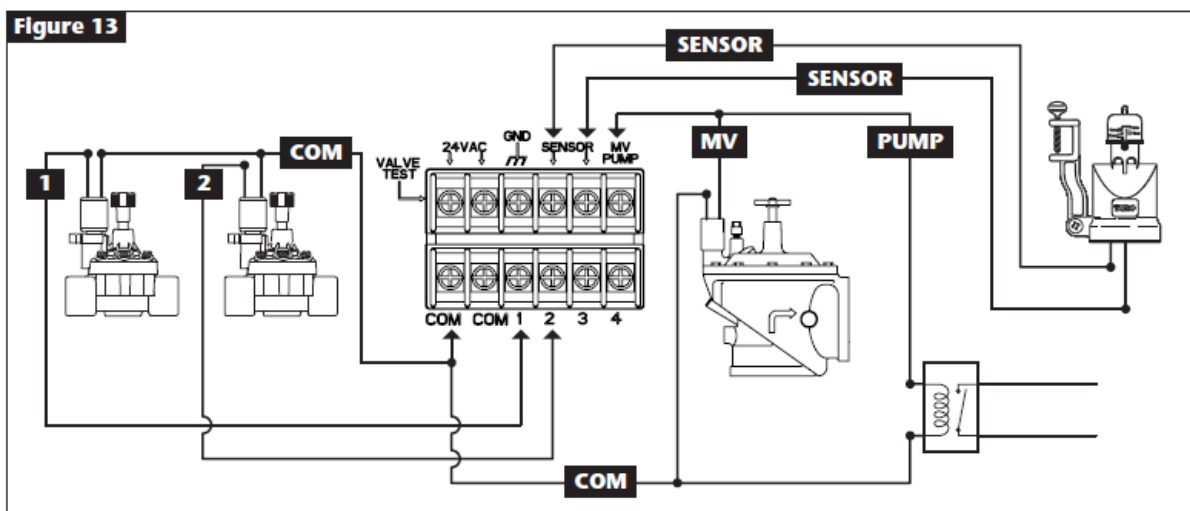 Figure 13
SENSOR
SENSOR
MV
PUMP
COM
1
2
VALVE
TEST
24VAC
GND
SENSOR
MV
PUMP
COM
COM
1
2
3
4
COM